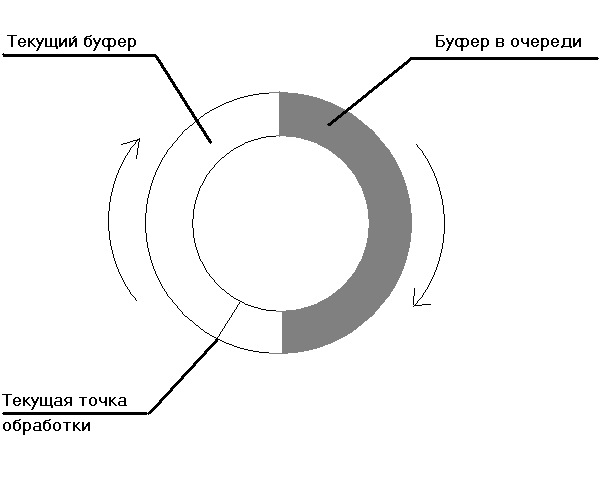 Текущий буфер
Буфер в очереди
Текущая точка
обработки